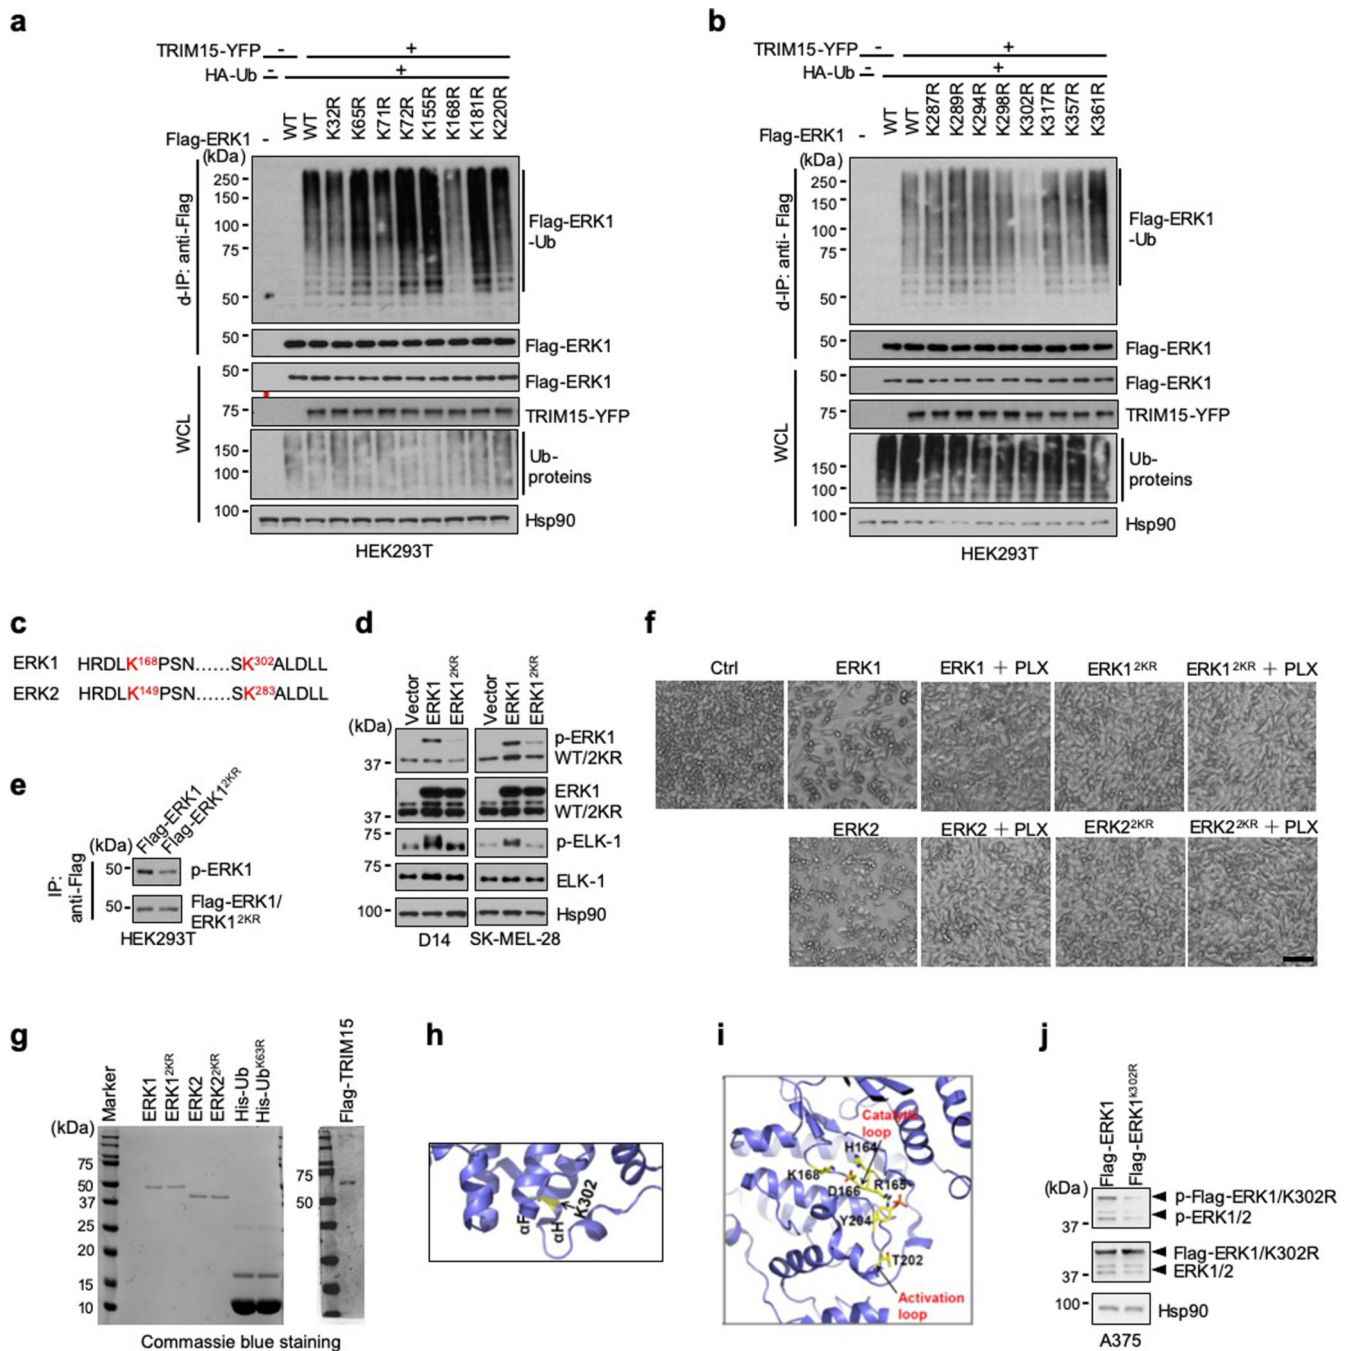 a
TRIM15-YFP - +
HA-Ub - +
Flag-ERK1 - WT WT K32R K65R K71R K72R K155R K168R K181R K220R
(kDa)
d-IP: anti-Flag
250
150
100
75
50
Flag-ERK1
-Ub
50
Flag-ERK1
WCL
50
Flag-ERK1
75
TRIM15-YFP
150
100
Ub-
proteins
100
Hsp90
HEK293T
b
TRIM15-YFP - +
HA-Ub - +
Flag-ERK1 - WT WT K287R K289R K294R K298R K302R K317R K357R K361R
(kDa)
d-IP: anti- Flag
250
150
100
75
50
Flag-ERK1
-Ub
50
Flag-ERK1
WCL
50
Flag-ERK1
75
TRIM15-YFP
150
100
Ub-
proteins
100
Hsp90
HEK293T
c
ERK1 HRDLK168PSN......SK302ALDLL
ERK2 HRDLK149PSN......SK283ALDLL
d
Vector ERK1 ERK12KR Vector ERK1 ERK12KR
(kDa)
p-ERK1
37 WT/2KR
ERK1
37 WT/2KR
75 p-ELK-1
75
ELK-1
100 Hsp90
D14 SK-MEL-28
e
Flag-ERK1 Flag-ERK12KR
(kDa)
IP:
anti-Flag
50 p-ERK1
50 Flag-ERK1/
ERK12KR
HEK293T
f
Ctrl ERK1 ERK1 + PLX ERK12KR ERK12KR + PLX
ERK2 ERK2 + PLX ERK22KR ERK22KR + PLX
g
Marker ERK1 ERK12KR ERK2 ERK22KR His-Ub His-UbK63R Flag-TRIM15
(kDa)
75
50
37
25
20
15
10
75
50
Commassie blue staining
h
αF αH K302
i
Catalytic
loop
H164
K168
R165
D166
Y204
T202
Activation
loop
j
Flag-ERK1 Flag-ERK1K302R
(kDa)
p-Flag-ERK1/K302R
p-ERK1/2
37
Flag-ERK1/K302R
ERK1/2
37
100
Hsp90
A375